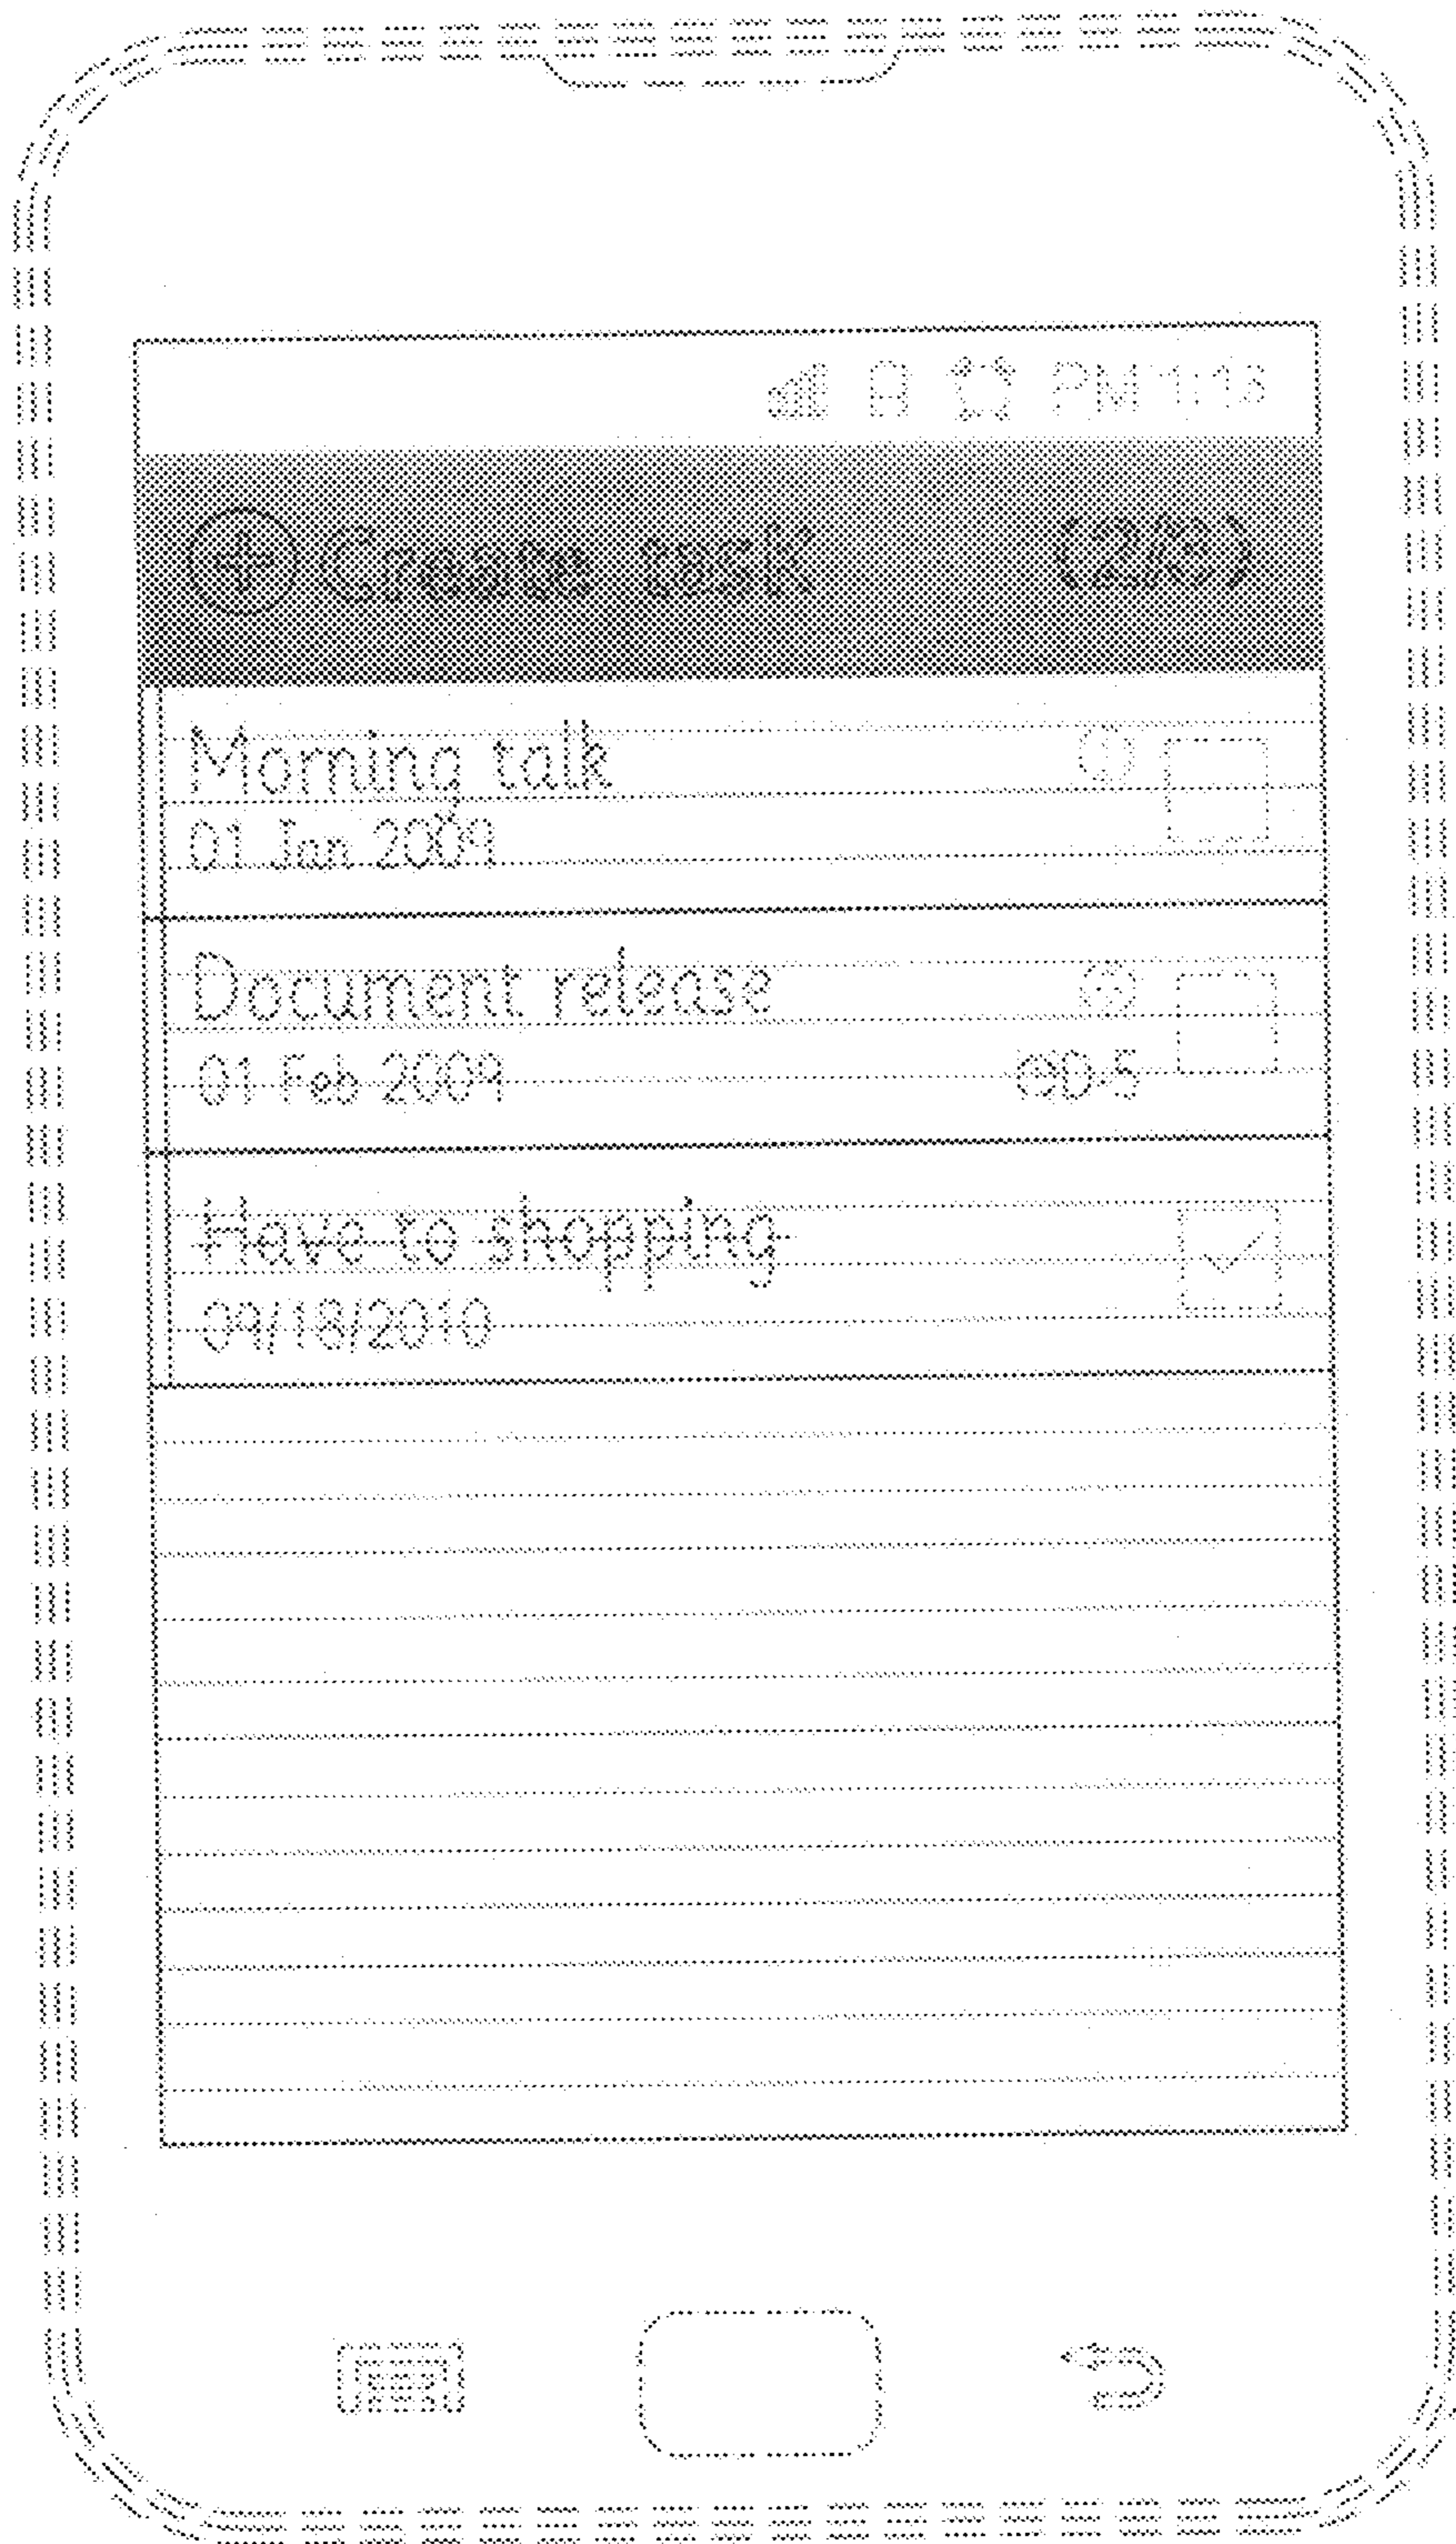 PM 1:13
Create task (2/3)
Morning talk
01 Jan 2009
Document release
01 Feb 2009 D-5
Have to shopping
09/18/2010